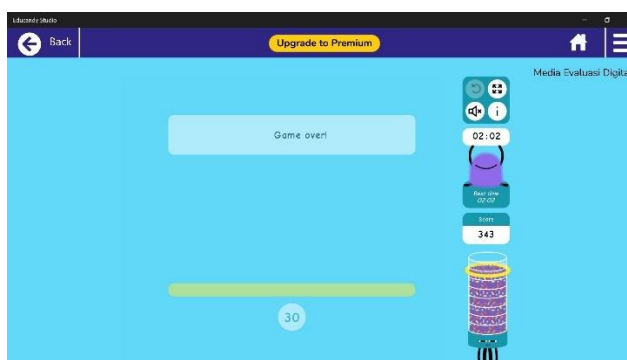 Educandy Studio
Back
Upgrade to Premium
Media Evaluasi Digita
Game over!
i
02:02
Best time
02:02
Score
343
30